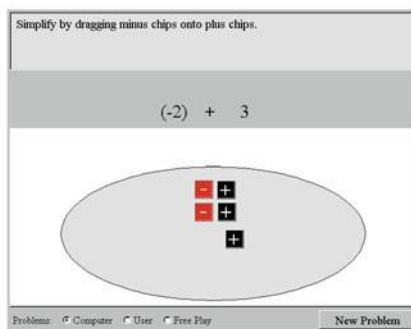 Simplify by dragging minus chips onto plus chips.
(-2) + 3
- +
- +
+
Problems: Computer User Free Play New Problem